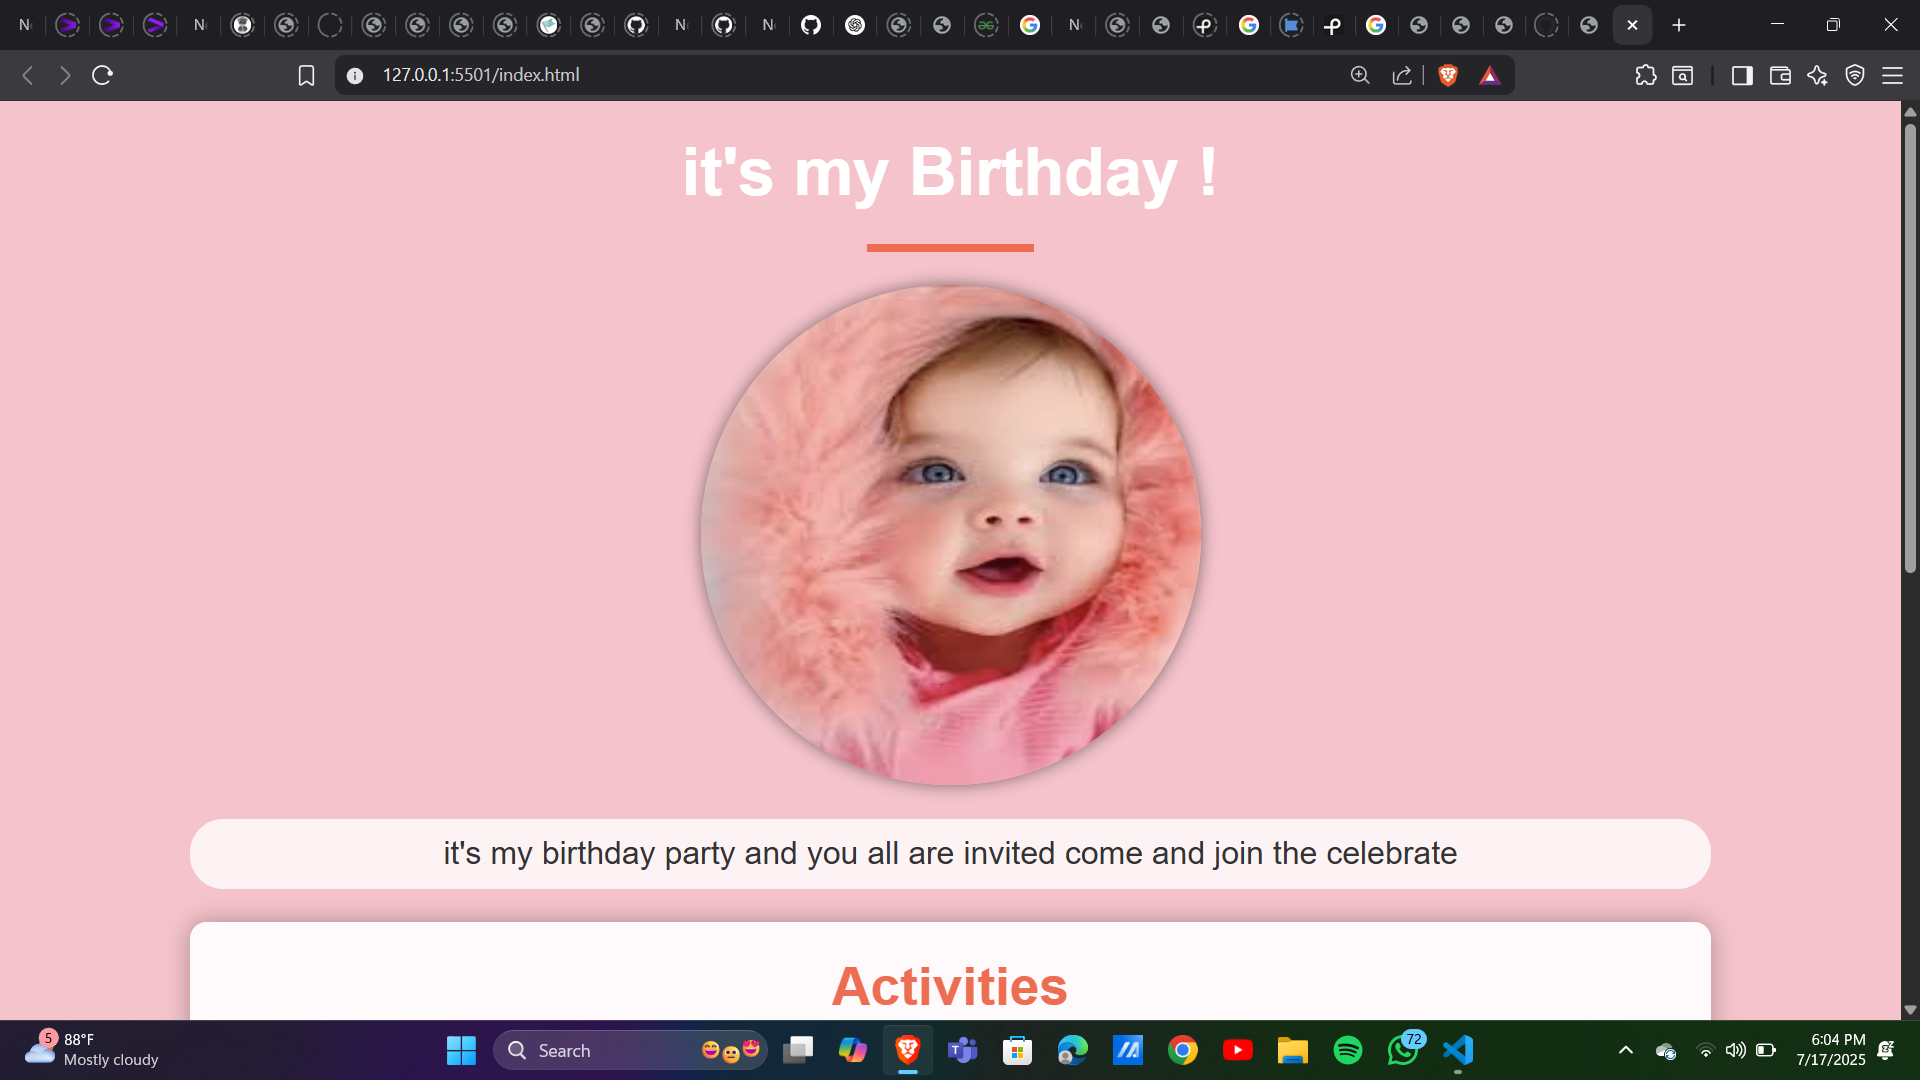 127.0.0.1:5501/index.html
it's my Birthday !
it's my birthday party and you all are invited come and join the celebrate
Activities
5
88°F
Mostly cloudy
Search
72
6:04 PM
7/17/2025